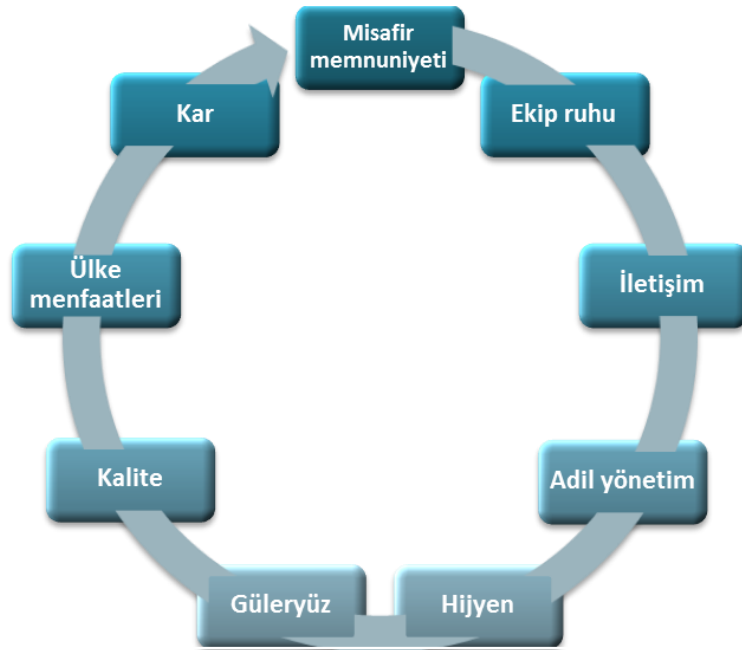 Misafir
memnuniyeti
Ekip ruhu
İletişim
Adil yönetim
Hijyen
Güleryüz
Kalite
Ülke
menfaatleri
Kar